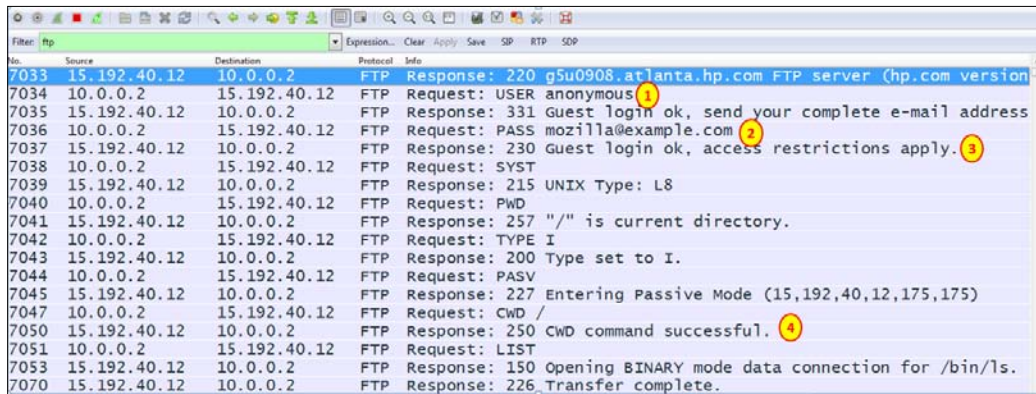 Filter: ftp Expression... Clear Apply Save SIP RTP SDP
No. Source Destination Protocol Info
7033 15.192.40.12 10.0.0.2 FTP Response: 220 g5u0908.atlanta.hp.com FTP server (hp.com version
7034 10.0.0.2 15.192.40.12 FTP Request: USER anonymous 1
7035 15.192.40.12 10.0.0.2 FTP Response: 331 Guest login ok, send your complete e-mail address
7036 10.0.0.2 15.192.40.12 FTP Request: PASS mozilla@example.com 2
7037 15.192.40.12 10.0.0.2 FTP Response: 230 Guest login ok, access restrictions apply. 3
7038 10.0.0.2 15.192.40.12 FTP Request: SYST
7039 15.192.40.12 10.0.0.2 FTP Response: 215 UNIX Type: L8
7040 10.0.0.2 15.192.40.12 FTP Request: PWD
7041 15.192.40.12 10.0.0.2 FTP Response: 257 "/" is current directory.
7042 10.0.0.2 15.192.40.12 FTP Request: TYPE I
7043 15.192.40.12 10.0.0.2 FTP Response: 200 Type set to I.
7044 10.0.0.2 15.192.40.12 FTP Request: PASV
7045 15.192.40.12 10.0.0.2 FTP Response: 227 Entering Passive Mode (15,192,40,12,175,175)
7047 10.0.0.2 15.192.40.12 FTP Request: CWD /
7050 15.192.40.12 10.0.0.2 FTP Response: 250 CWD command successful. 4
7051 10.0.0.2 15.192.40.12 FTP Request: LIST
7053 15.192.40.12 10.0.0.2 FTP Response: 150 Opening BINARY mode data connection for /bin/ls.
7070 15.192.40.12 10.0.0.2 FTP Response: 226 Transfer complete.